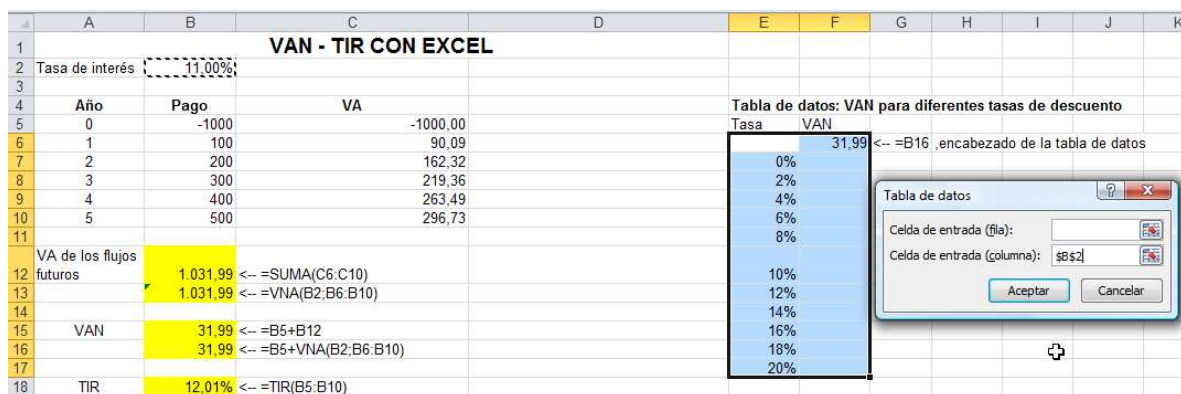 A B C D E F G H I J K
1 VAN - TIR CON EXCEL
2 Tasa de interés 11,00%
3
4 Año Pago VA Tabla de datos: VAN para diferentes tasas de descuento
5 0 -1000 -1000,00 Tasa VAN
6 1 100 90,09 31,99 <-- =B16 ,encabezado de la tabla de datos
7 2 200 162,32 0%
8 3 300 219,36 2%
9 4 400 263,49 4%
10 5 500 296,73 6%
11 8%
VA de los flujos
12 futuros 1.031,99 <-- =SUMA(C6:C10) 10%
13 1.031,99 <-- =VNA(B2;B6:B10) 12%
14 14%
15 VAN 31,99 <-- =B5+B12 16%
16 31,99 <-- =B5+VNA(B2;B6:B10) 18%
17 20%
18 TIR 12,01% <-- =TIR(B5:B10)
Tabla de datos
Celda de entrada (fila):
Celda de entrada (columna): $B$2
Aceptar Cancelar